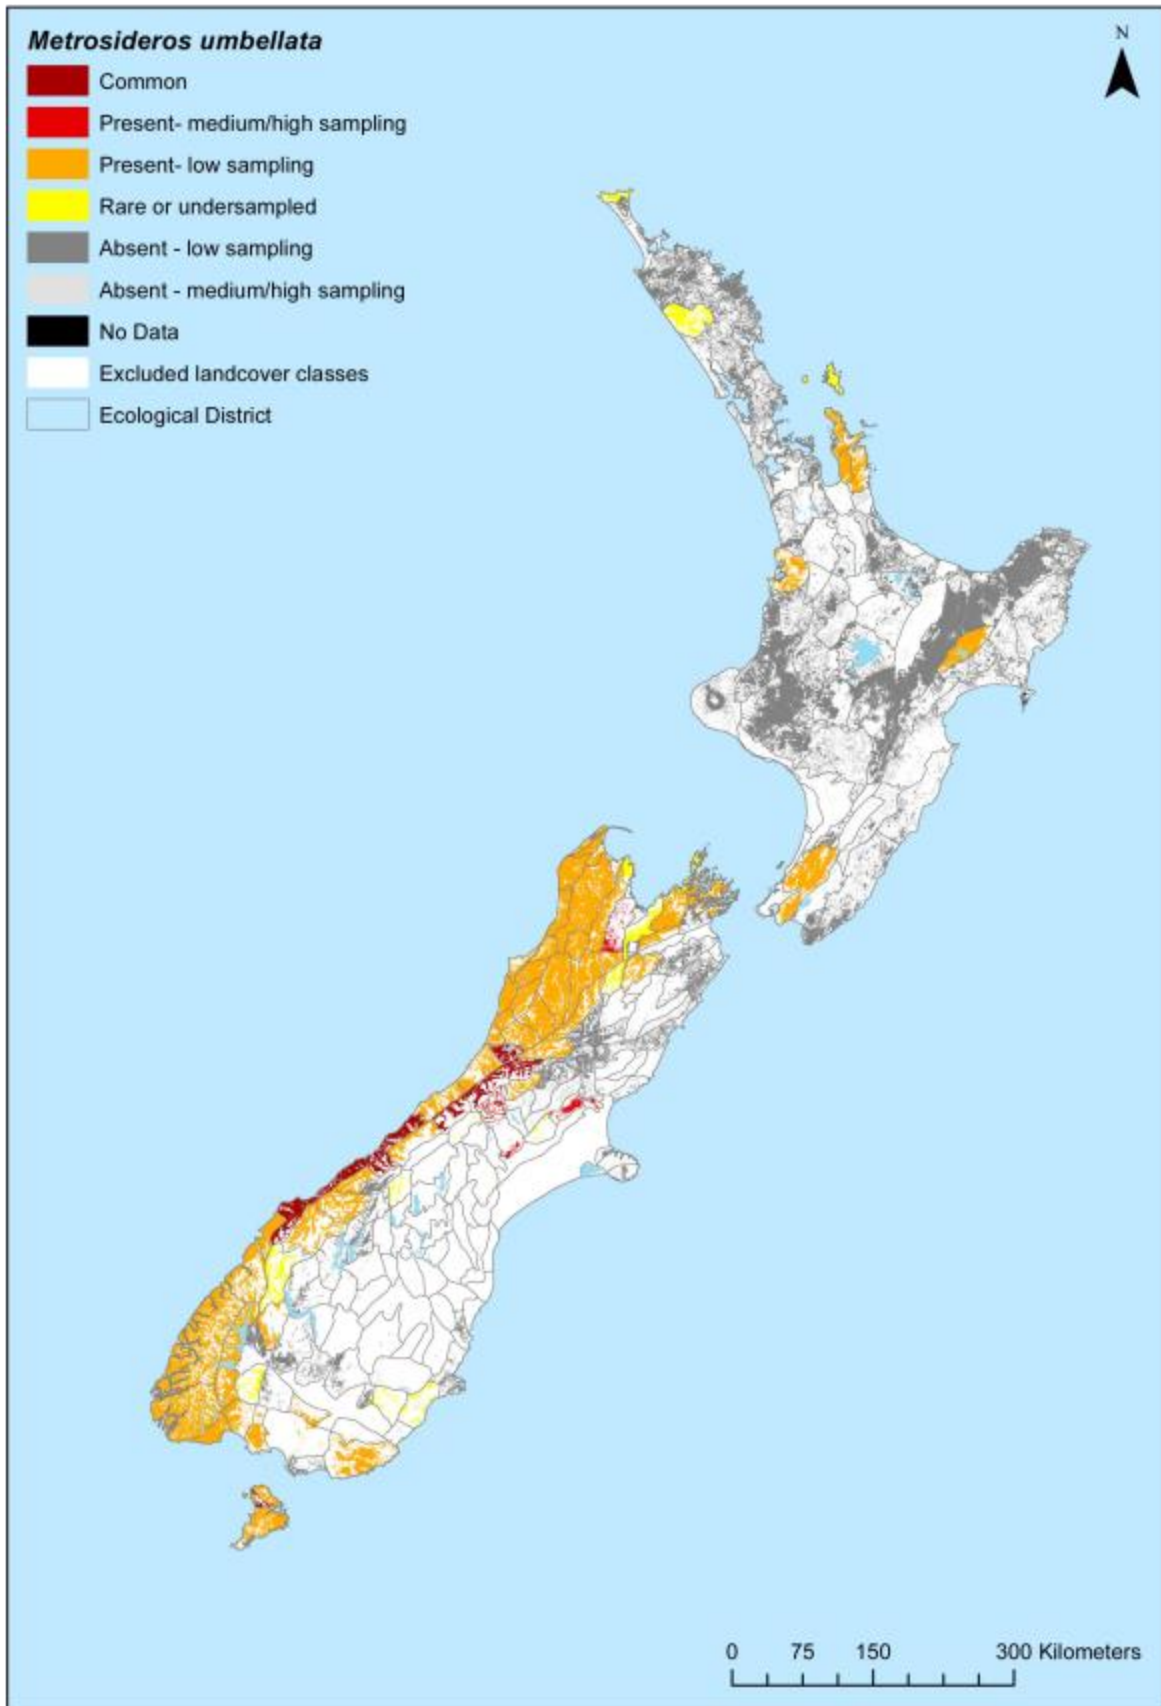 Metrosideros umbellata
N
Common
Present- medium/high sampling
Present- low sampling
Rare or undersampled
Absent - low sampling
Absent - medium/high sampling
No Data
Excluded landcover classes
Ecological District
0 75 150 300 Kilometers